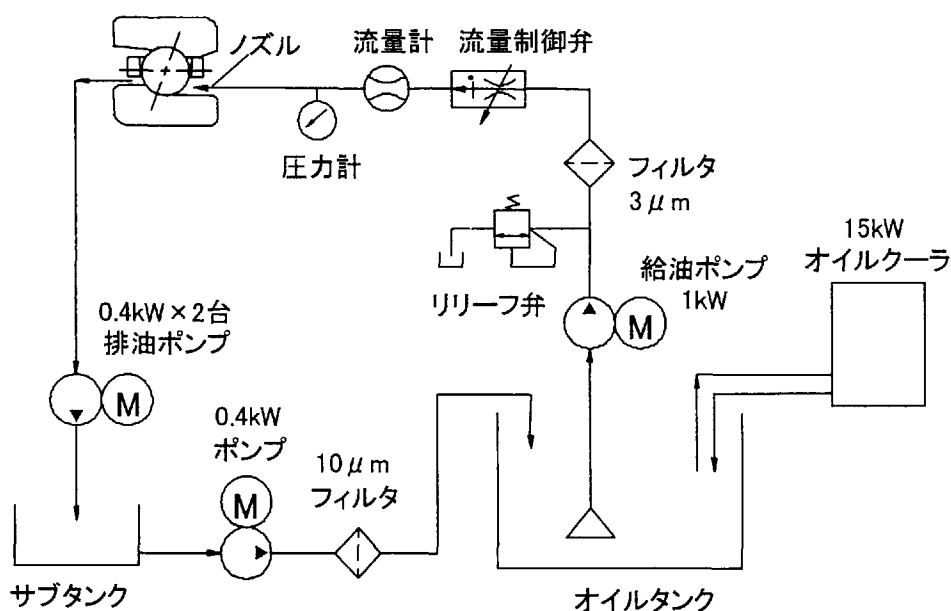 ノズル
流量計
流量制御弁
圧力計
フィルタ
3μm
15kW
オイルクーラ
リリーフ弁
給油ポンプ
1kW
M
0.4kW×2台
排油ポンプ
M
0.4kW
ポンプ
M
10μm
フィルタ
サブタンク
オイルタンク